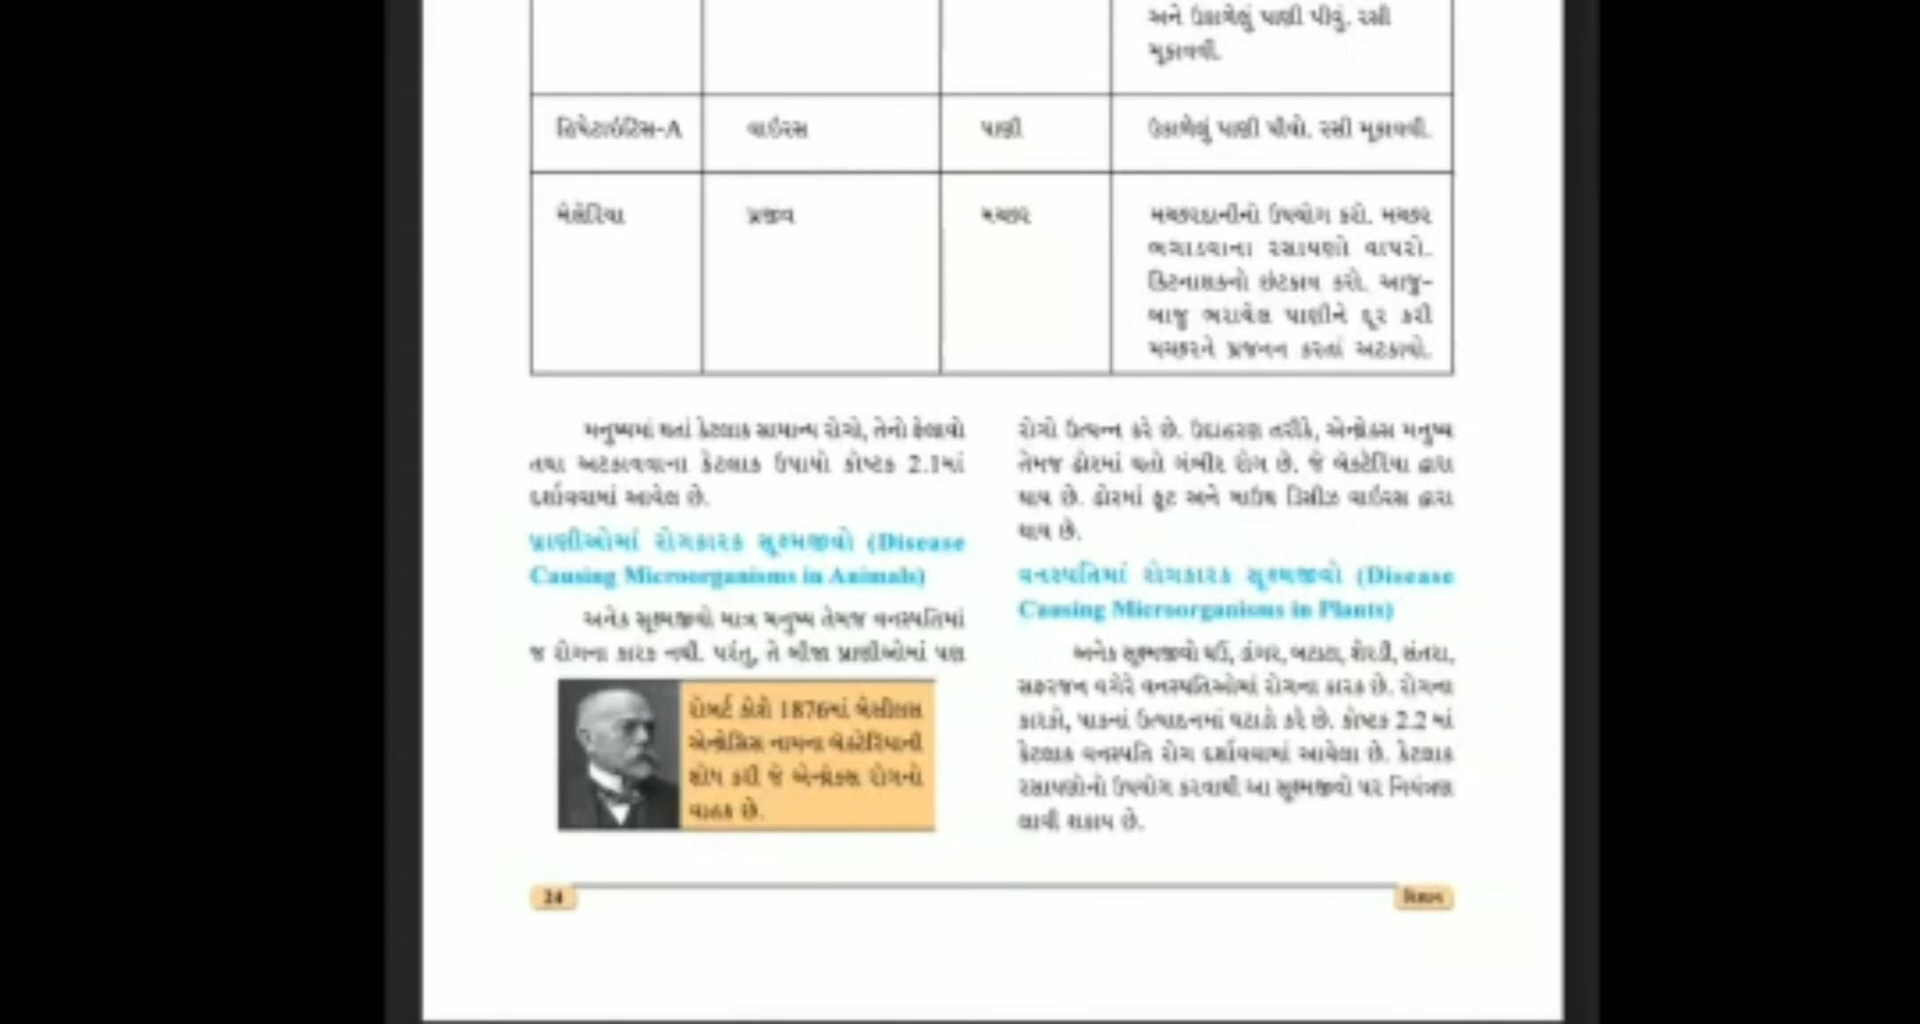 અને ઉકાળેલું પાણી પીવું. રસી
મૂકાવવી.
હિપેટાઇટિસ-A વાઇરસ પાણી ઉકાળેલું પાણી પીવો. રસી મૂકાવવી.
મેલેરિયા પ્રજીવ મચ્છર મચ્છરદાનીનો ઉપયોગ કરો. મચ્છર
ભગાડવાના રસાયણો વાપરો.
કિટનાશકનો છંટકાવ કરો. આજુ-
બાજુ ભરાયેલ પાણીને દૂર કરી
મચ્છરને પ્રજનન કરતાં અટકાવો.
મનુષ્યમાં થતાં કેટલાક સામાન્ય રોગો, તેનો ફેલાવો
તથા અટકાવવાના કેટલાક ઉપાયો કોષ્ટક 2.1માં
દર્શાવવામાં આવેલ છે.
પ્રાણીઓમાં રોગકારક સૂક્ષ્મજીવો (Disease
Causing Microorganisms in Animals)
અનેક સૂક્ષ્મજીવો માત્ર મનુષ્ય તેમજ વનસ્પતિમાં
જ રોગના કારક નથી. પરંતુ, તે બીજા પ્રાણીઓમાં પણ
રોબર્ટ કોશે 1876માં બેસીલસ
એન્થ્રેસિસ નામના બેક્ટેરિયાની
શોધ કરી જે એન્થ્રેક્સ રોગનો
વાહક છે.
રોગો ઉત્પન્ન કરે છે. ઉદાહરણ તરીકે, એન્થ્રેક્સ મનુષ્ય
તેમજ ઢોરમાં થતો ગંભીર રોગ છે. જે બેક્ટેરિયા દ્વારા
થાય છે. ઢોરમાં ફૂટ અને માઉથ ડિસીઝ વાઇરસ દ્વારા
થાય છે.
વનસ્પતિમાં રોગકારક સૂક્ષ્મજીવો (Disease
Causing Microorganisms in Plants)
અનેક સૂક્ષ્મજીવો ઘઉં, ડાંગર, બટાટા, શેરડી, સંતરા,
સફરજન વગેરે વનસ્પતિઓમાં રોગના કારક છે. રોગના
કારકો, પાકનાં ઉત્પાદનમાં ઘટાડો કરે છે. કોષ્ટક 2.2 માં
કેટલાક વનસ્પતિ રોગ દર્શાવવામાં આવેલા છે. કેટલાક
રસાયણોનો ઉપયોગ કરવાથી આ સૂક્ષ્મજીવો પર નિયંત્રણ
લાવી શકાય છે.
24 વિજ્ઞાન